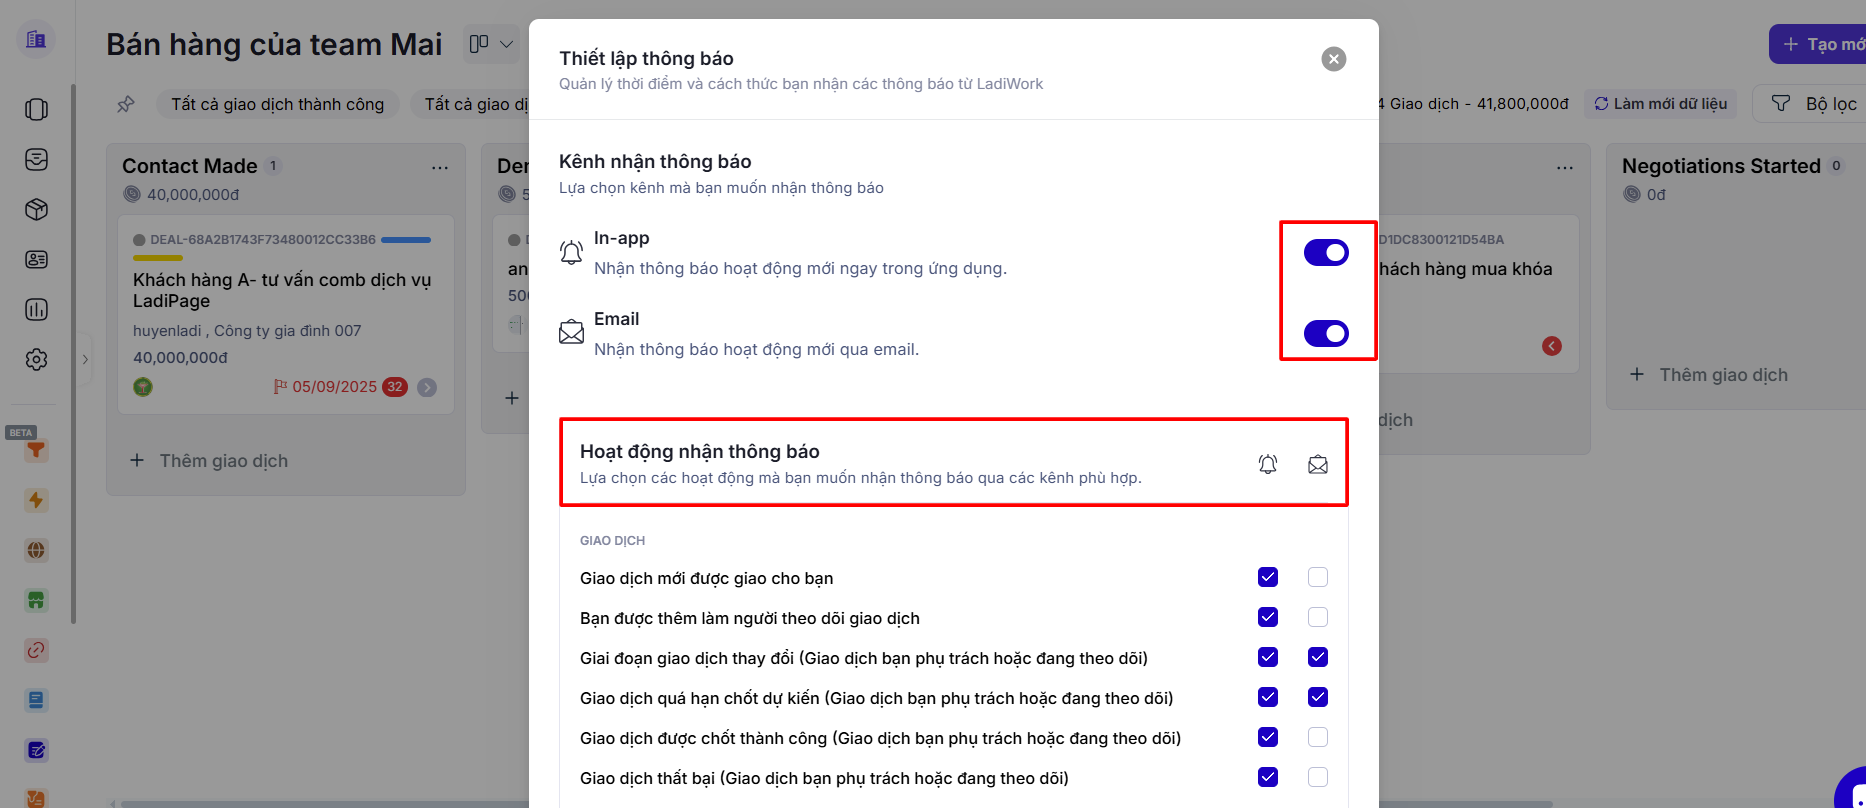 Bán hàng của team Mai
Tạo mớ
Tất cả giao dịch thành công
Tất cả giao dị
4 Giao dịch - 41,800,000đ
Làm mới dữ liệu
Bộ lọc
BETA
Contact Made 1
40,000,000đ
DEAL-68A2B1743F73480012CC33B6
Khách hàng A- tư vấn comb dịch vụ
LadiPage
huyenladi , Công ty gia đình 007
40,000,000đ
05/09/2025 32
+ Thêm giao dịch
Thiết lập thông báo
Quản lý thời điểm và cách thức bạn nhận các thông báo từ LadiWork
Kênh nhận thông báo
Lựa chọn kênh mà bạn muốn nhận thông báo
In-app
Nhận thông báo hoạt động mới ngay trong ứng dụng.
Email
Nhận thông báo hoạt động mới qua email.
Hoạt động nhận thông báo
Lựa chọn các hoạt động mà bạn muốn nhận thông báo qua các kênh phù hợp.
GIAO DỊCH
Giao dịch mới được giao cho bạn
Bạn được thêm làm người theo dõi giao dịch
Giai đoạn giao dịch thay đổi (Giao dịch bạn phụ trách hoặc đang theo dõi)
Giao dịch quá hạn chốt dự kiến (Giao dịch bạn phụ trách hoặc đang theo dõi)
Giao dịch được chốt thành công (Giao dịch bạn phụ trách hoặc đang theo dõi)
Giao dịch thất bại (Giao dịch bạn phụ trách hoặc đang theo dõi)
D1DC8300121D54BA
hách hàng mua khóa
dịch
Negotiations Started 0
0đ
+ Thêm giao dịch